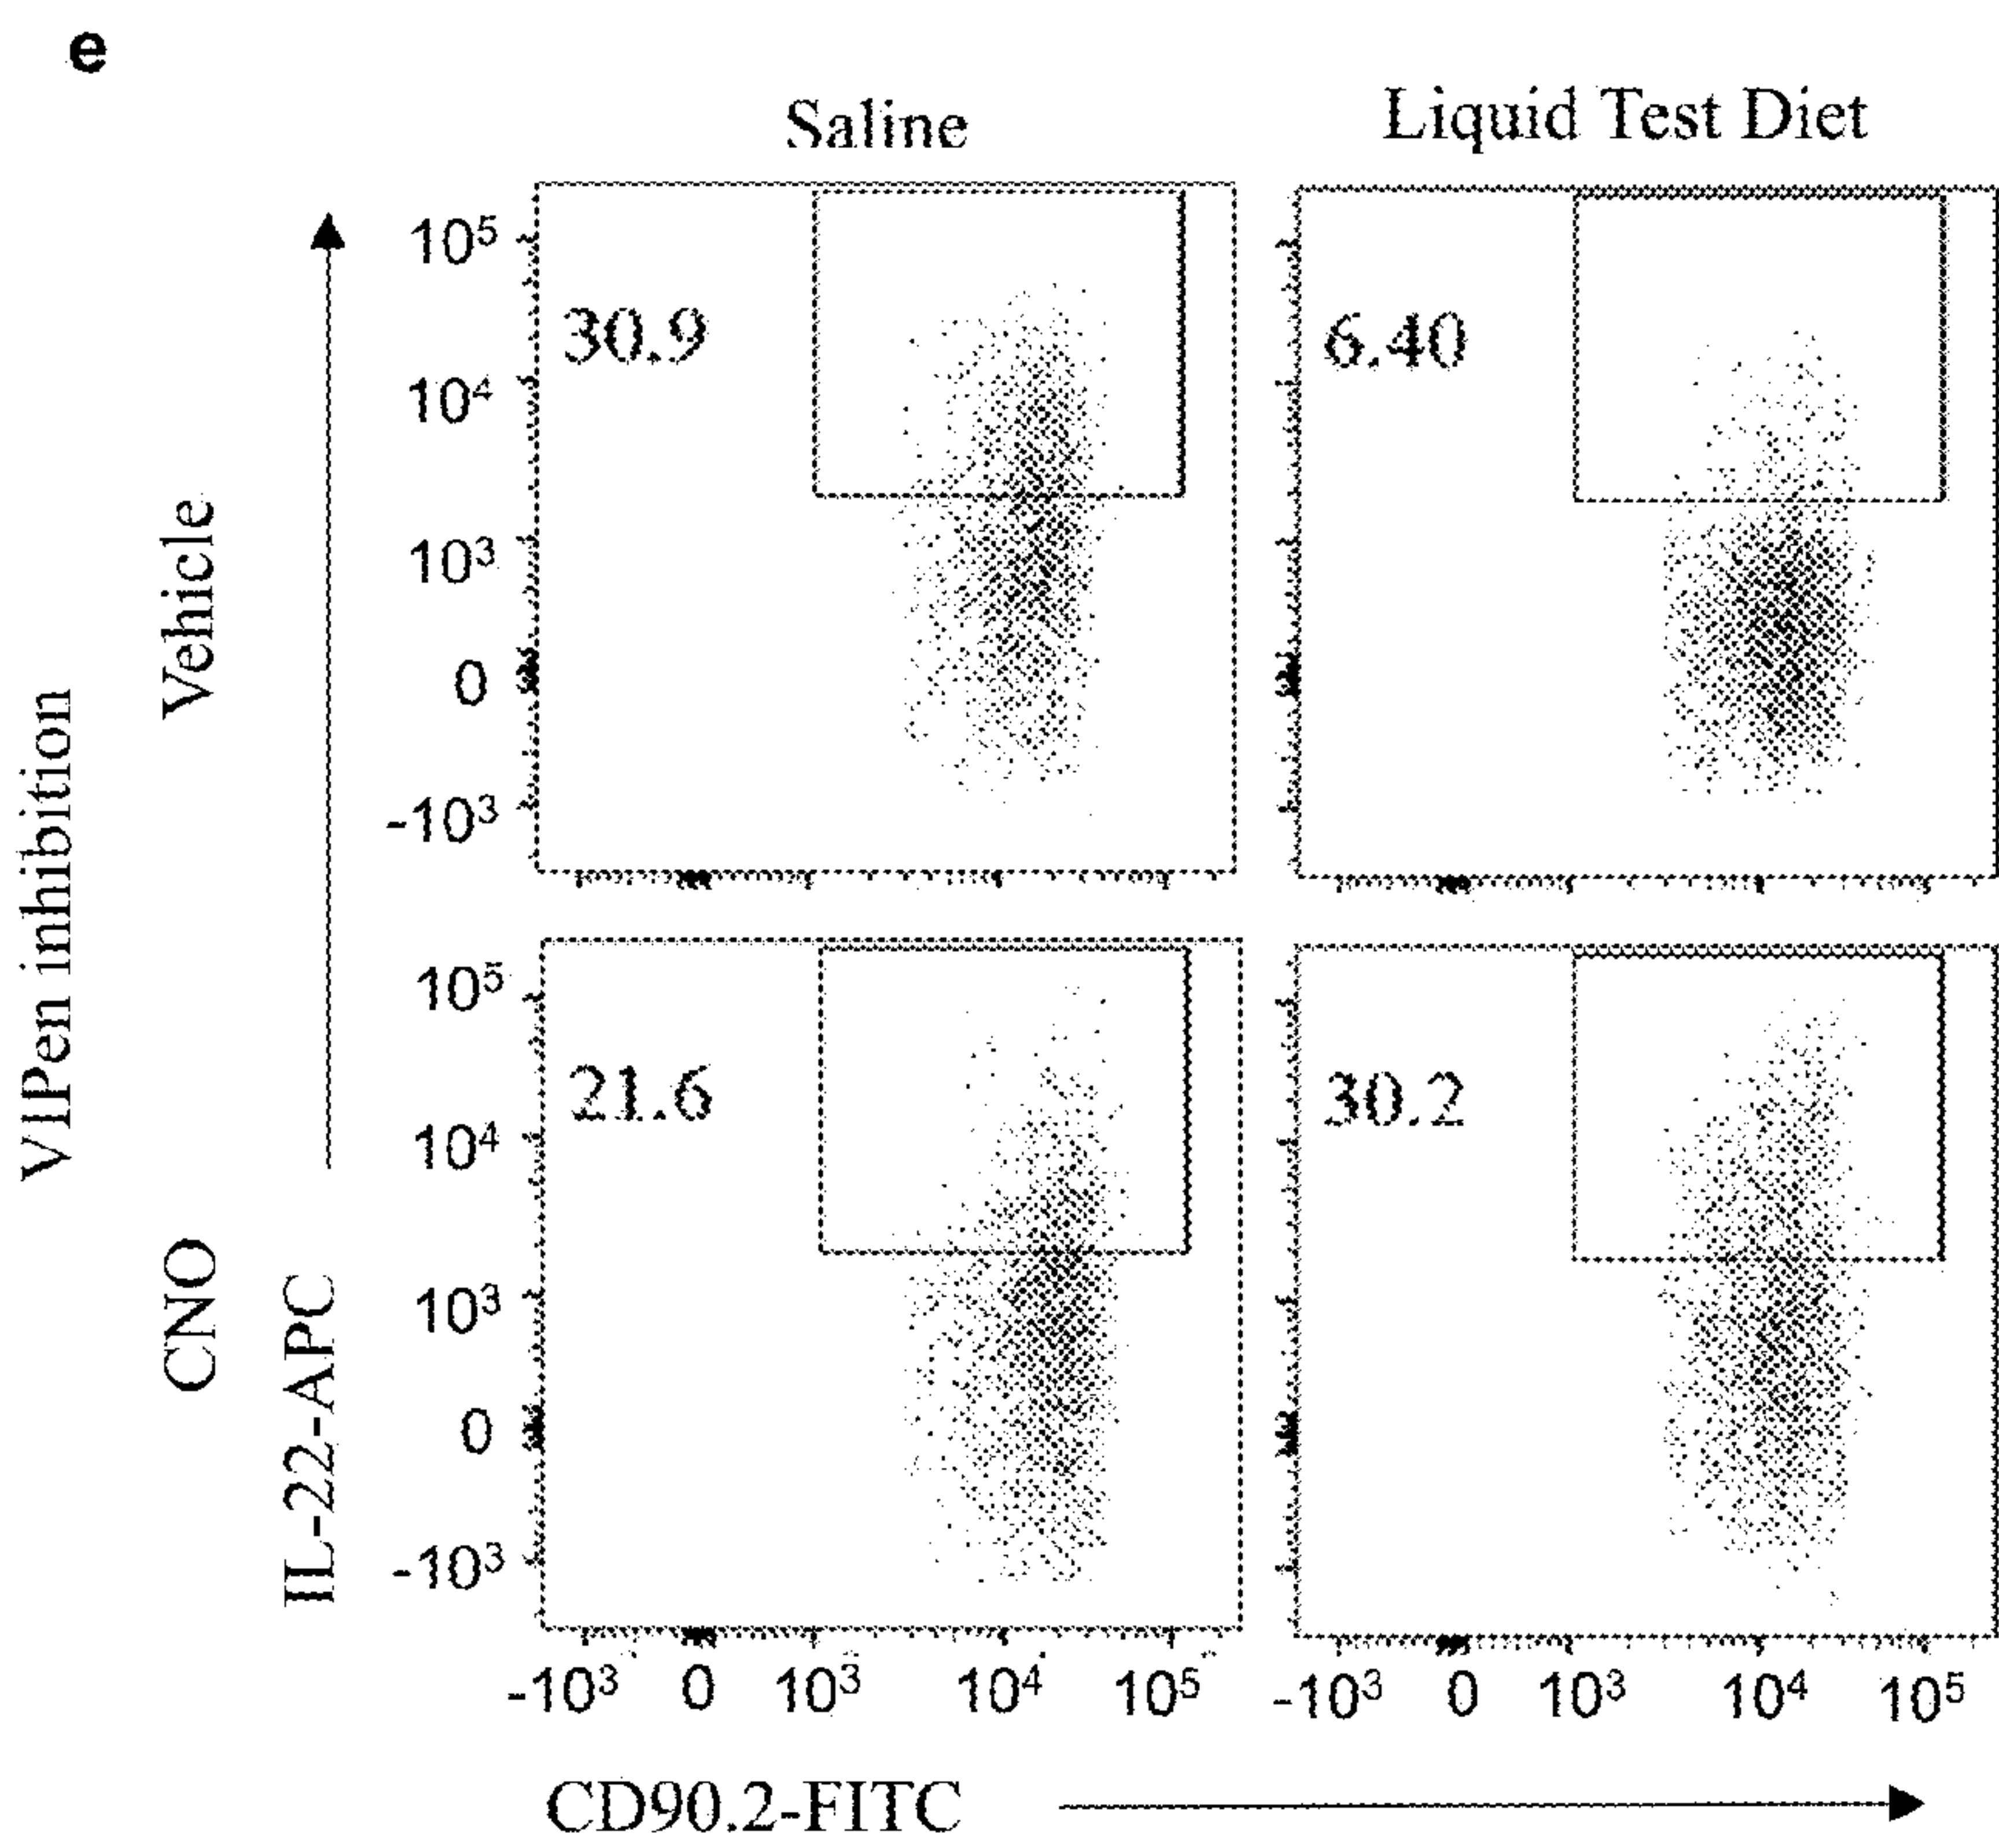 e
Saline
Liquid Test Diet
VIPen inhibition
Vehicle
CNO
IL-22-APC
10⁵
10⁴
10³
0
-10³
30.9
6.40
10⁵
10⁴
10³
0
-10³
21.6
30.2
-10³ 0 10³ 10⁴ 10⁵
-10³ 0 10³ 10⁴ 10⁵
CD90.2-FITC